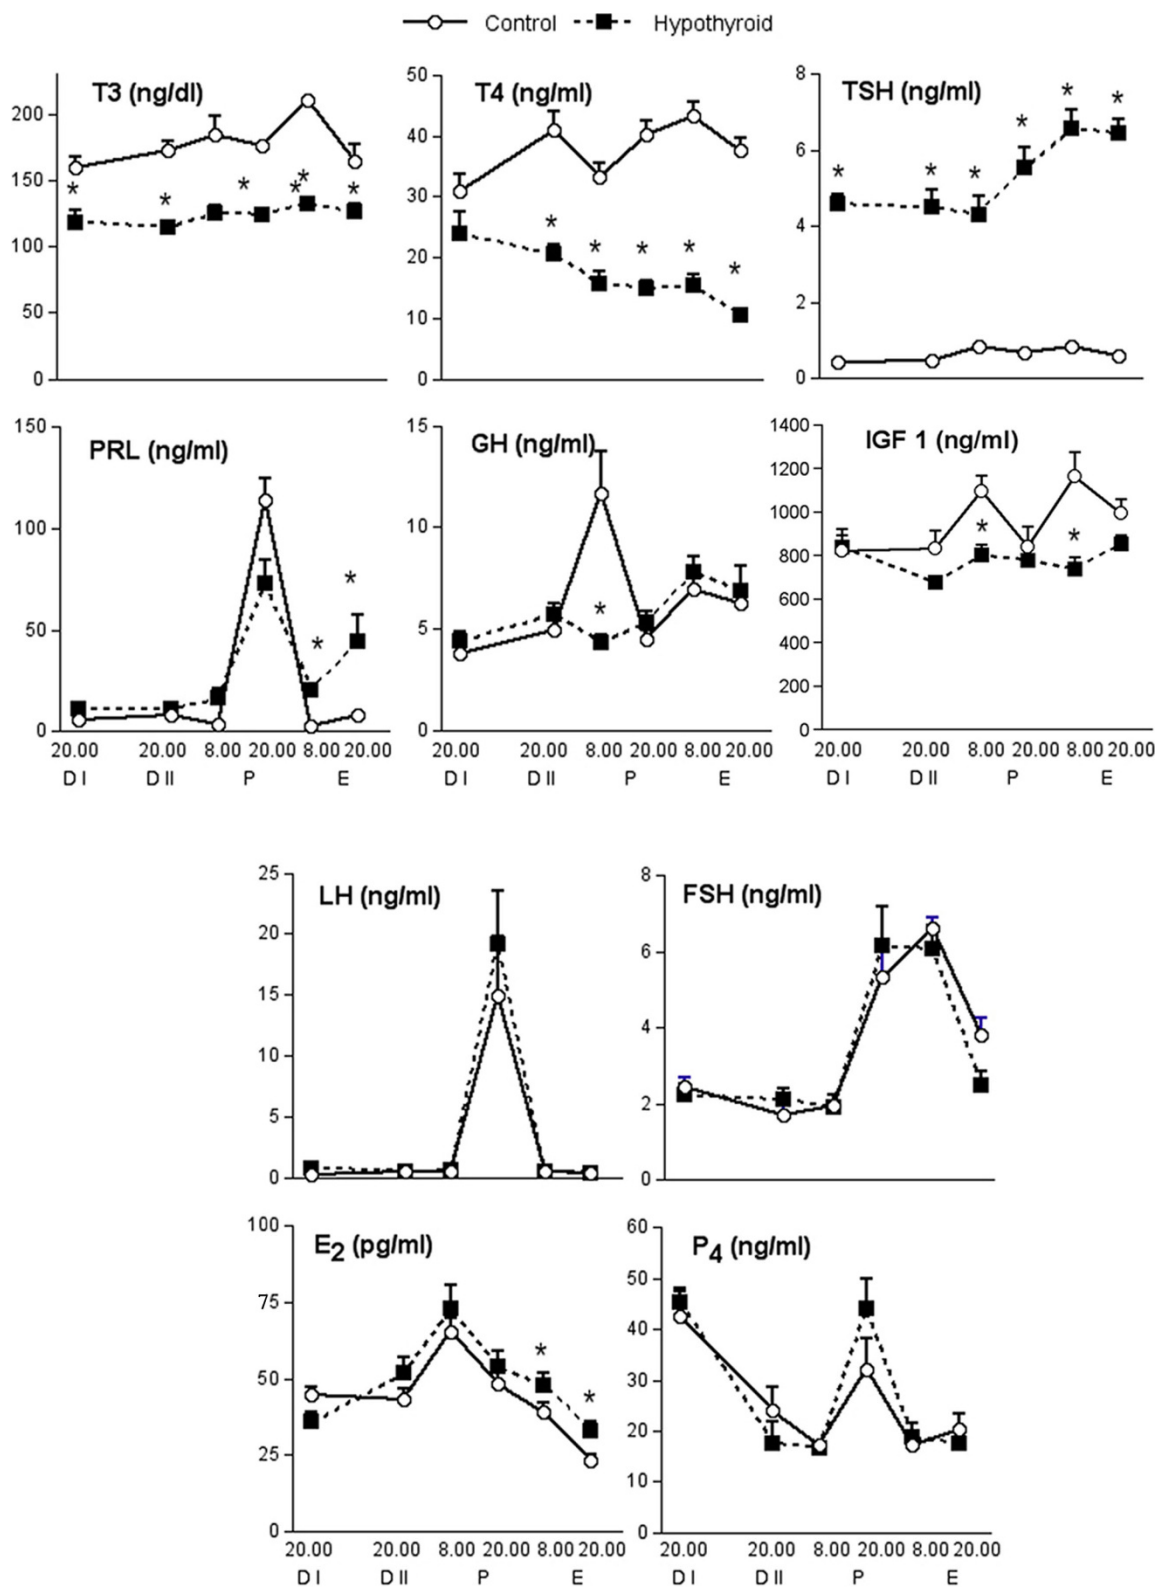 Control Hypothyroid
T3 (ng/dl)
200
150
100
50
0
* * * ** *
T4 (ng/ml)
50
40
30
20
10
0
* * * * *
TSH (ng/ml)
8
6
4
2
0
* * * * * *
PRL (ng/ml)
150
100
50
0
* *
20.00 20.00 8.00 20.00 8.00 20.00
D I D II P E
GH (ng/ml)
15
10
5
0
*
20.00 20.00 8.00 20.00 8.00 20.00
D I D II P E
IGF 1 (ng/ml)
1400
1200
1000
800
600
400
200
0
* *
20.00 20.00 8.00 20.00 8.00 20.00
D I D II P E
LH (ng/ml)
25
20
15
10
5
0
FSH (ng/ml)
8
6
4
2
0
E2 (pg/ml)
100
75
50
25
0
* *
20.00 20.00 8.00 20.00 8.00 20.00
D I D II P E
P4 (ng/ml)
60
50
40
30
20
10
0
20.00 20.00 8.00 20.00 8.00 20.00
D I D II P E